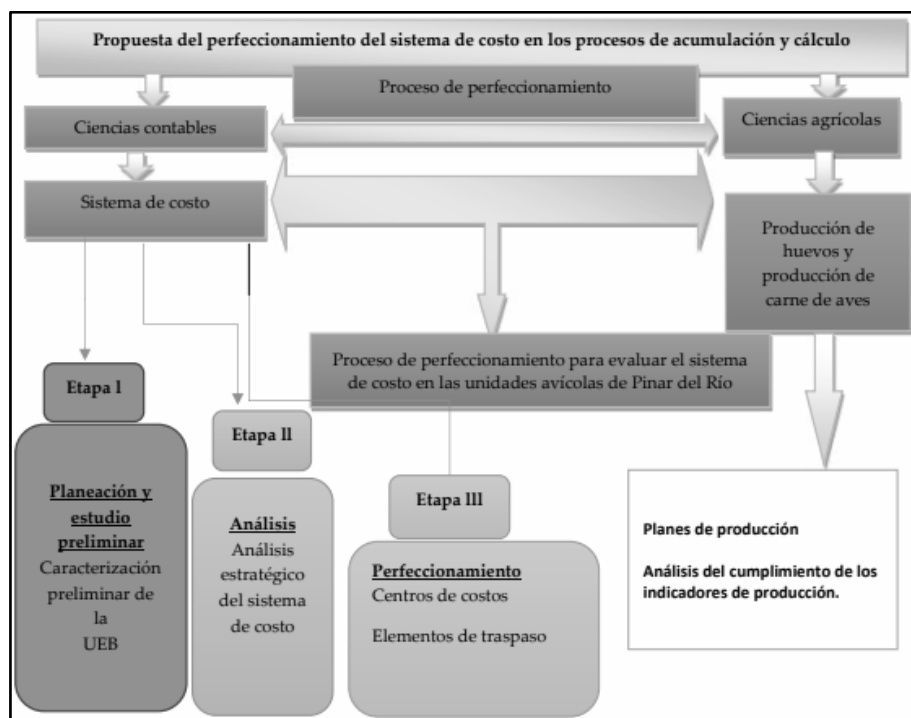 Propuesta del perfeccionamiento del sistema de costo en los procesos de acumulación y cálculo
Proceso de perfeccionamiento
Ciencias contables
Ciencias agrícolas
Sistema de costo
Producción de
huevos y
producción de
carne de aves
Proceso de perfeccionamiento para evaluar el sistema
de costo en las unidades avícolas de Pinar del Río
Etapa I
Planeación y
estudio
preliminar
Caracterización
preliminar de
la
UEB
Etapa II
Análisis
Análisis
estratégico
del sistema
de costo
Etapa III
Perfeccionamiento
Centros de costos
Elementos de traspaso
Planes de producción
Análisis del cumplimiento de los
indicadores de producción.